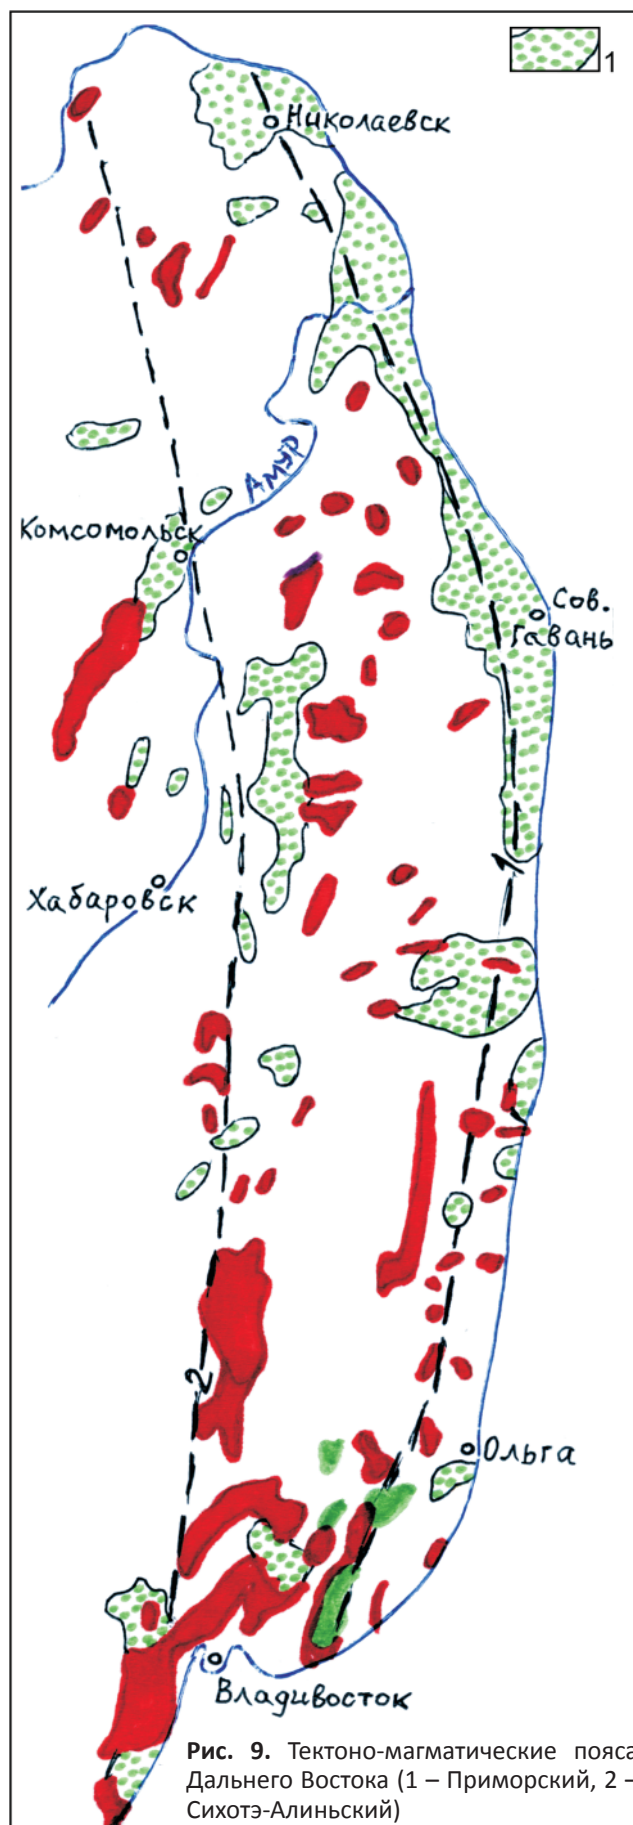 1
Николаевск
Амур
Комсомольск
Сов.
Гавань
1
Хабаровск
2
Ольга
Владивосток
Рис. 9. Тектоно-магматические пояса
Дальнего Востока (1 – Приморский, 2 –
Сихотэ-Алиньский)